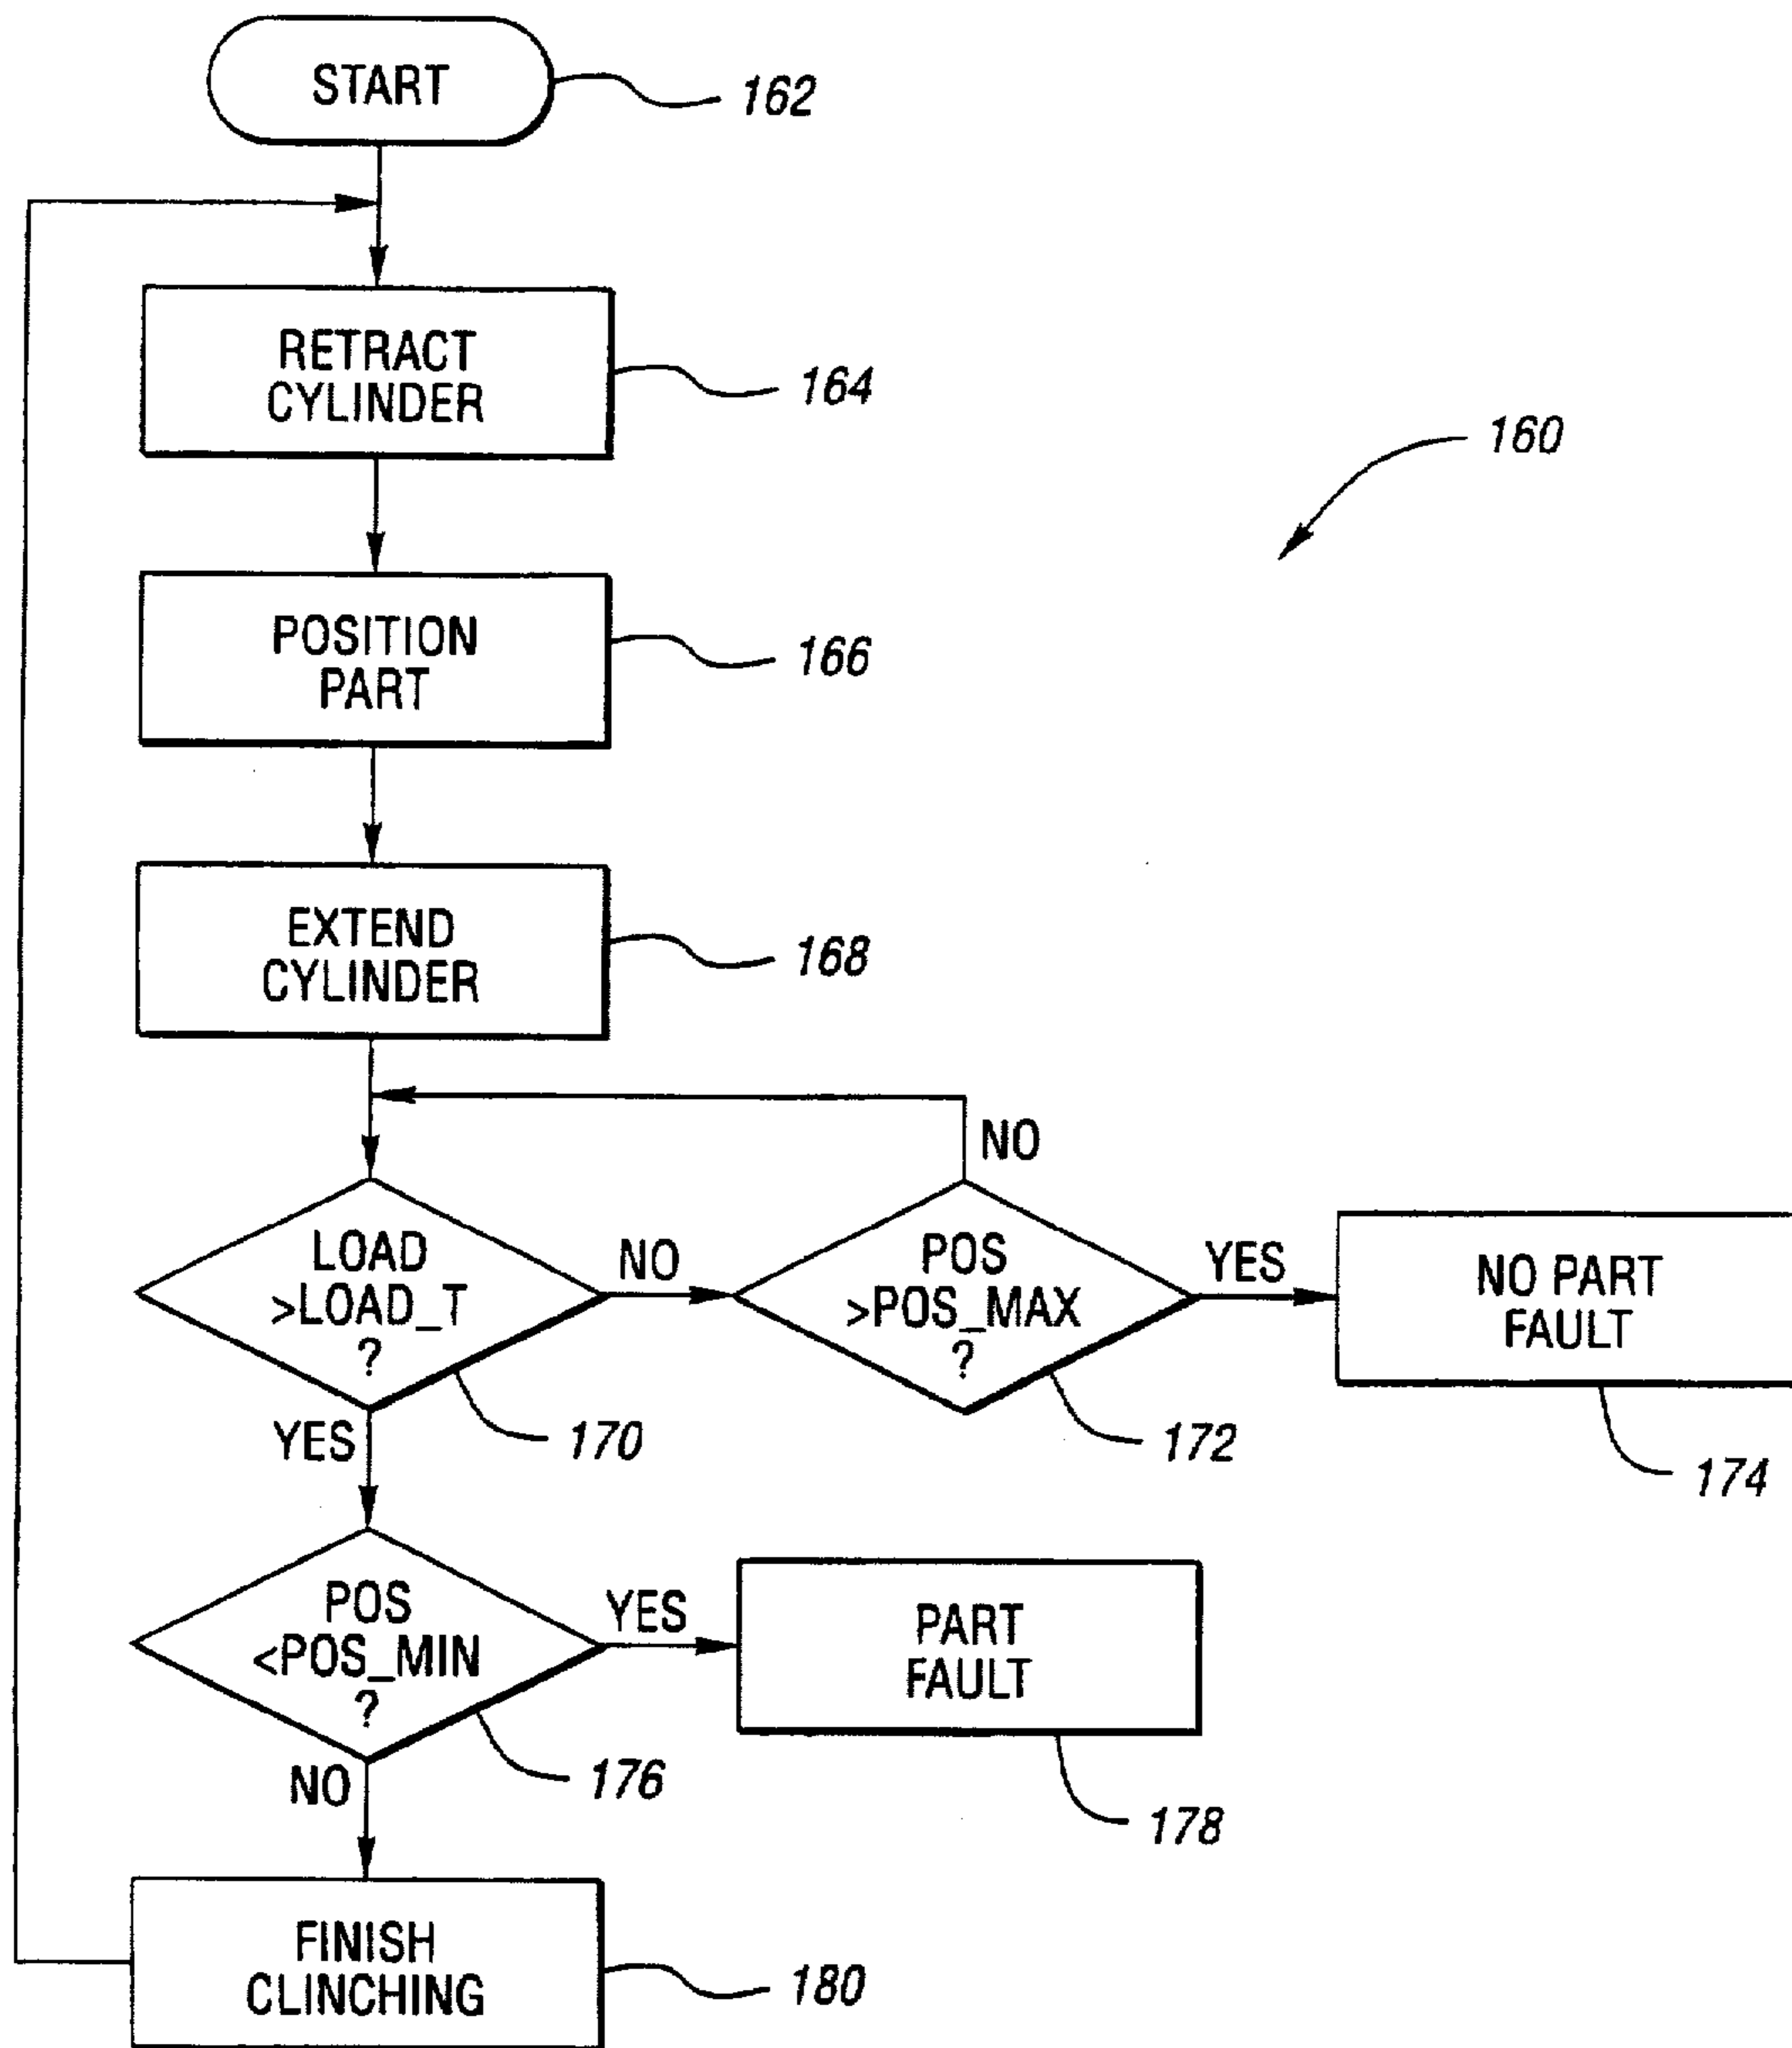 START
162
RETRACT
CYLINDER
164
160
POSITION
PART
166
EXTEND
CYLINDER
168
NO
LOAD
>LOAD_T
?
NO
POS
>POS_MAX
?
YES
NO PART
FAULT
YES
170
172
174
POS
<POS_MIN
?
YES
PART
FAULT
NO
176
178
FINISH
CLINCHING
180